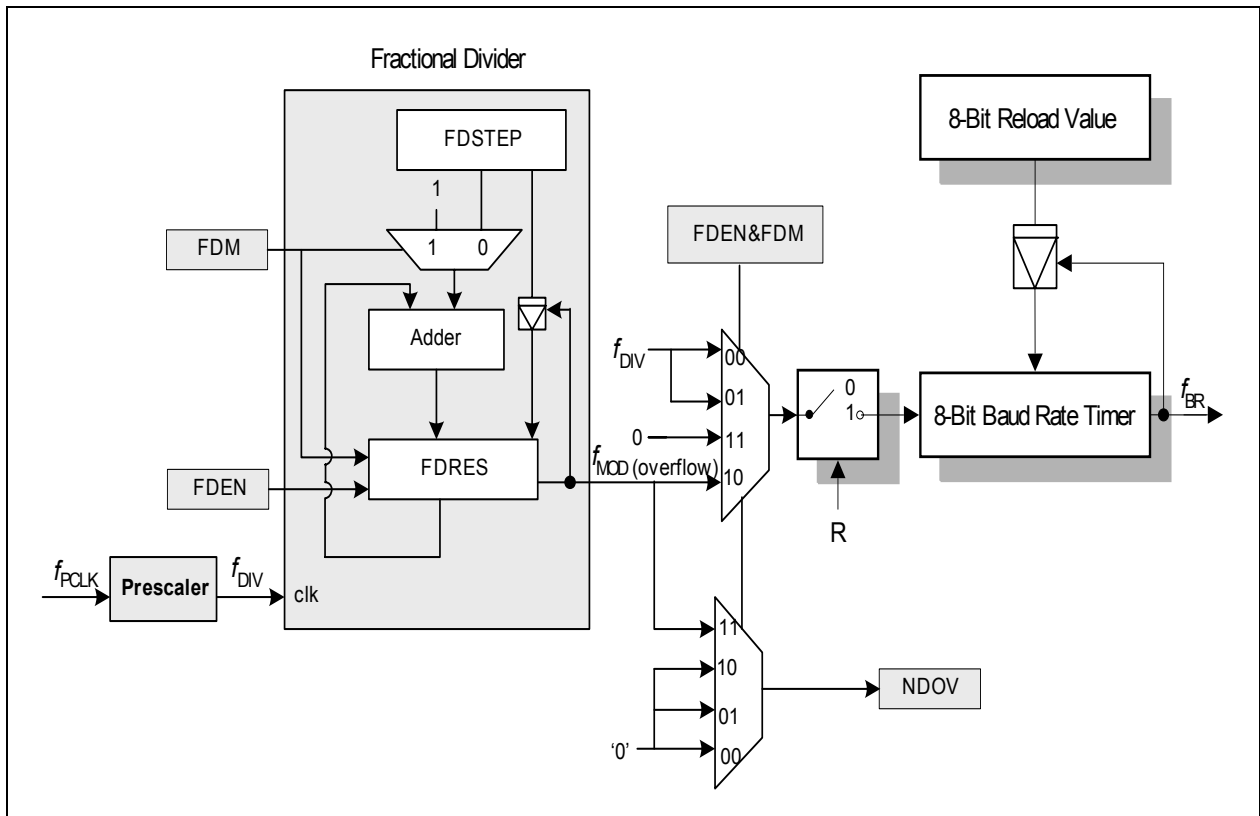 Fractional Divider
FDSTEP
8-Bit Reload Value
1
FDM
1 0
FDEN&FDM
Adder
fDIV
00
01
0
11
10
0
1
8-Bit Baud Rate Timer
fBR
FDRES
fMOD (overflow)
FDEN
R
fPCLK
Prescaler
fDIV
clk
11
10
01
00
‘0’
NDOV